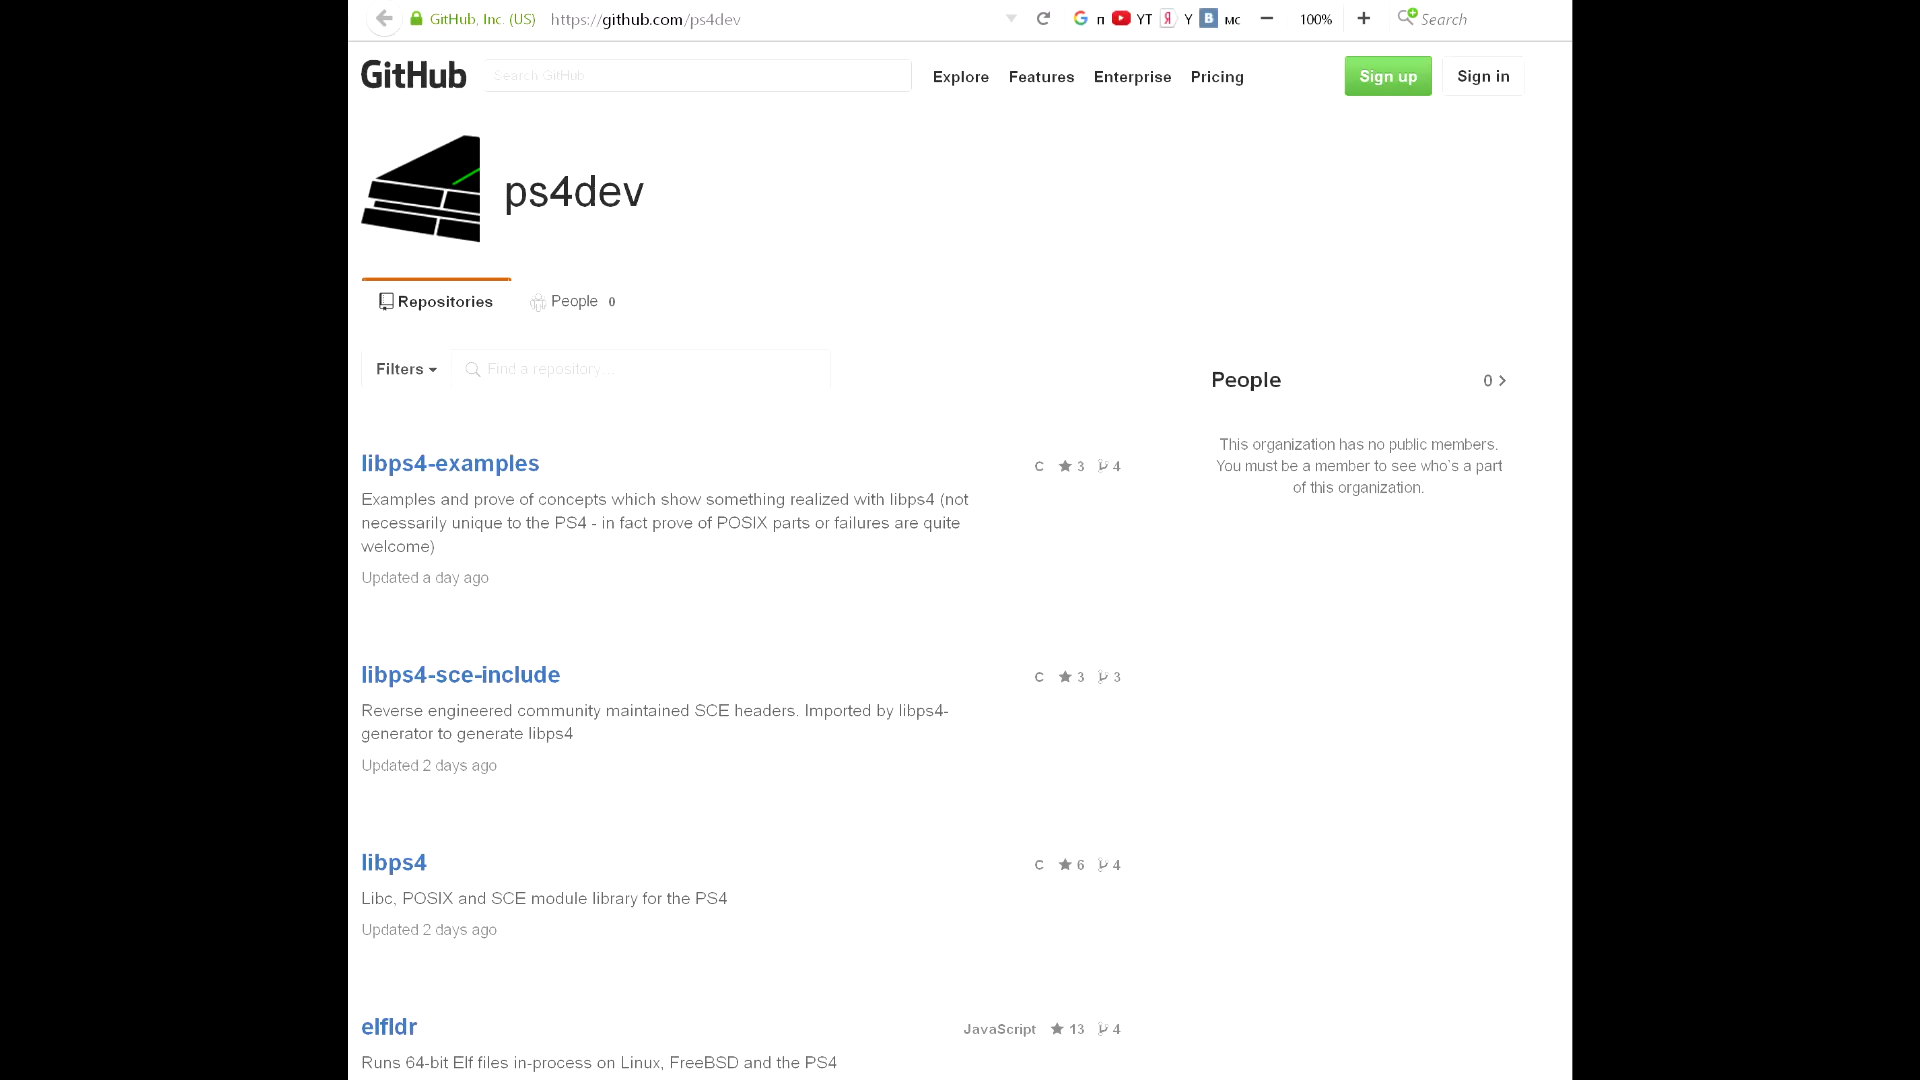 GitHub, Inc. (US) https://github.com/ps4dev п YT Я Y B мс 100% Search
GitHub Search GitHub Explore Features Enterprise Pricing Sign up Sign in
ps4dev
Repositories People 0
Filters Find a repository...
People 0
This organization has no public members.
You must be a member to see who's a part
of this organization.
libps4-examples C 3 4
Examples and prove of concepts which show something realized with libps4 (not
necessarily unique to the PS4 - in fact prove of POSIX parts or failures are quite
welcome)
Updated a day ago
libps4-sce-include C 3 3
Reverse engineered community maintained SCE headers. Imported by libps4-
generator to generate libps4
Updated 2 days ago
libps4 C 6 4
Libc, POSIX and SCE module library for the PS4
Updated 2 days ago
elfldr JavaScript 13 4
Runs 64-bit Elf files in-process on Linux, FreeBSD and the PS4